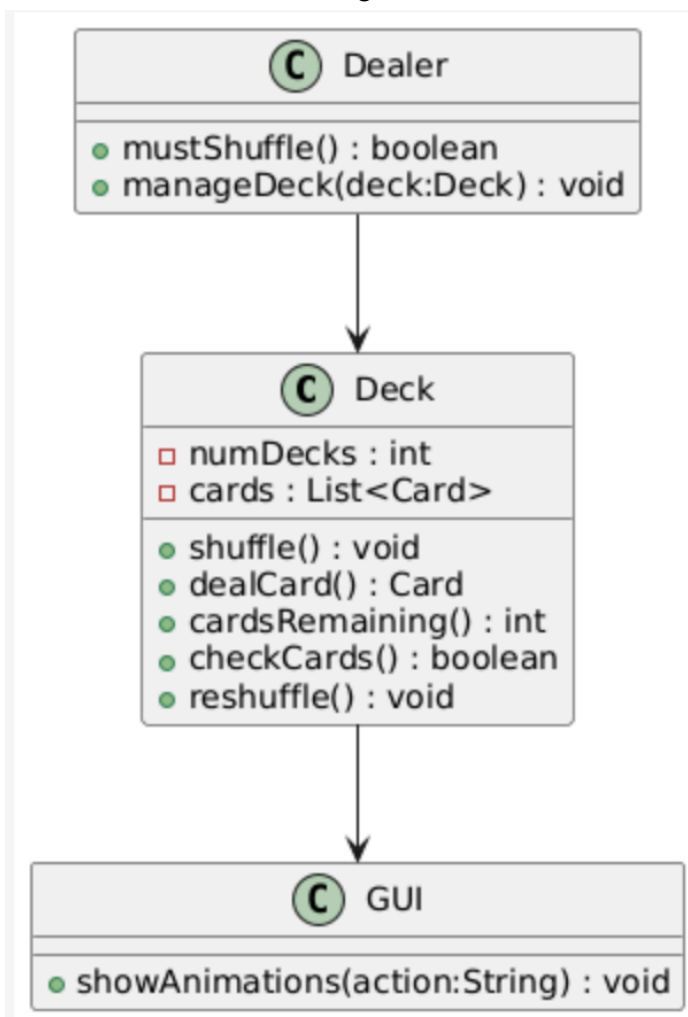 C Dealer
mustShuffle() : boolean
manageDeck(deck:Deck) : void
C Deck
numDecks : int
cards : List<Card>
shuffle() : void
dealCard() : Card
cardsRemaining() : int
checkCards() : boolean
reshuffle() : void
C GUI
showAnimations(action:String) : void